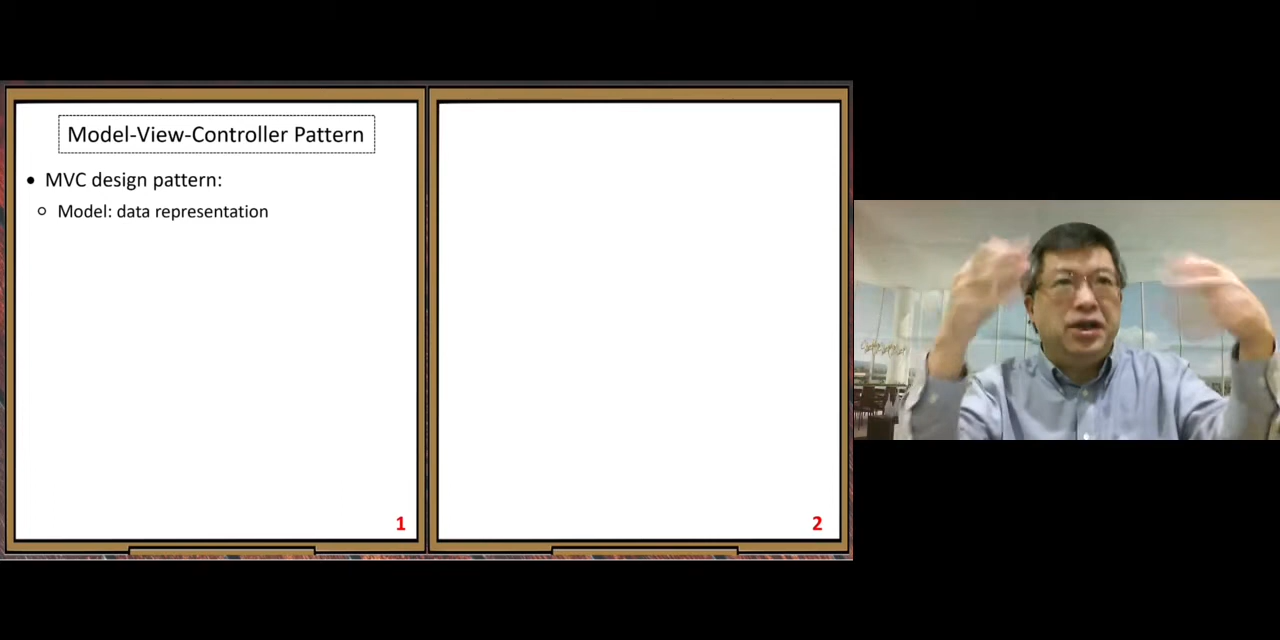 Model-View-Controller Pattern
• MVC design pattern:
○ Model: data representation
1
2